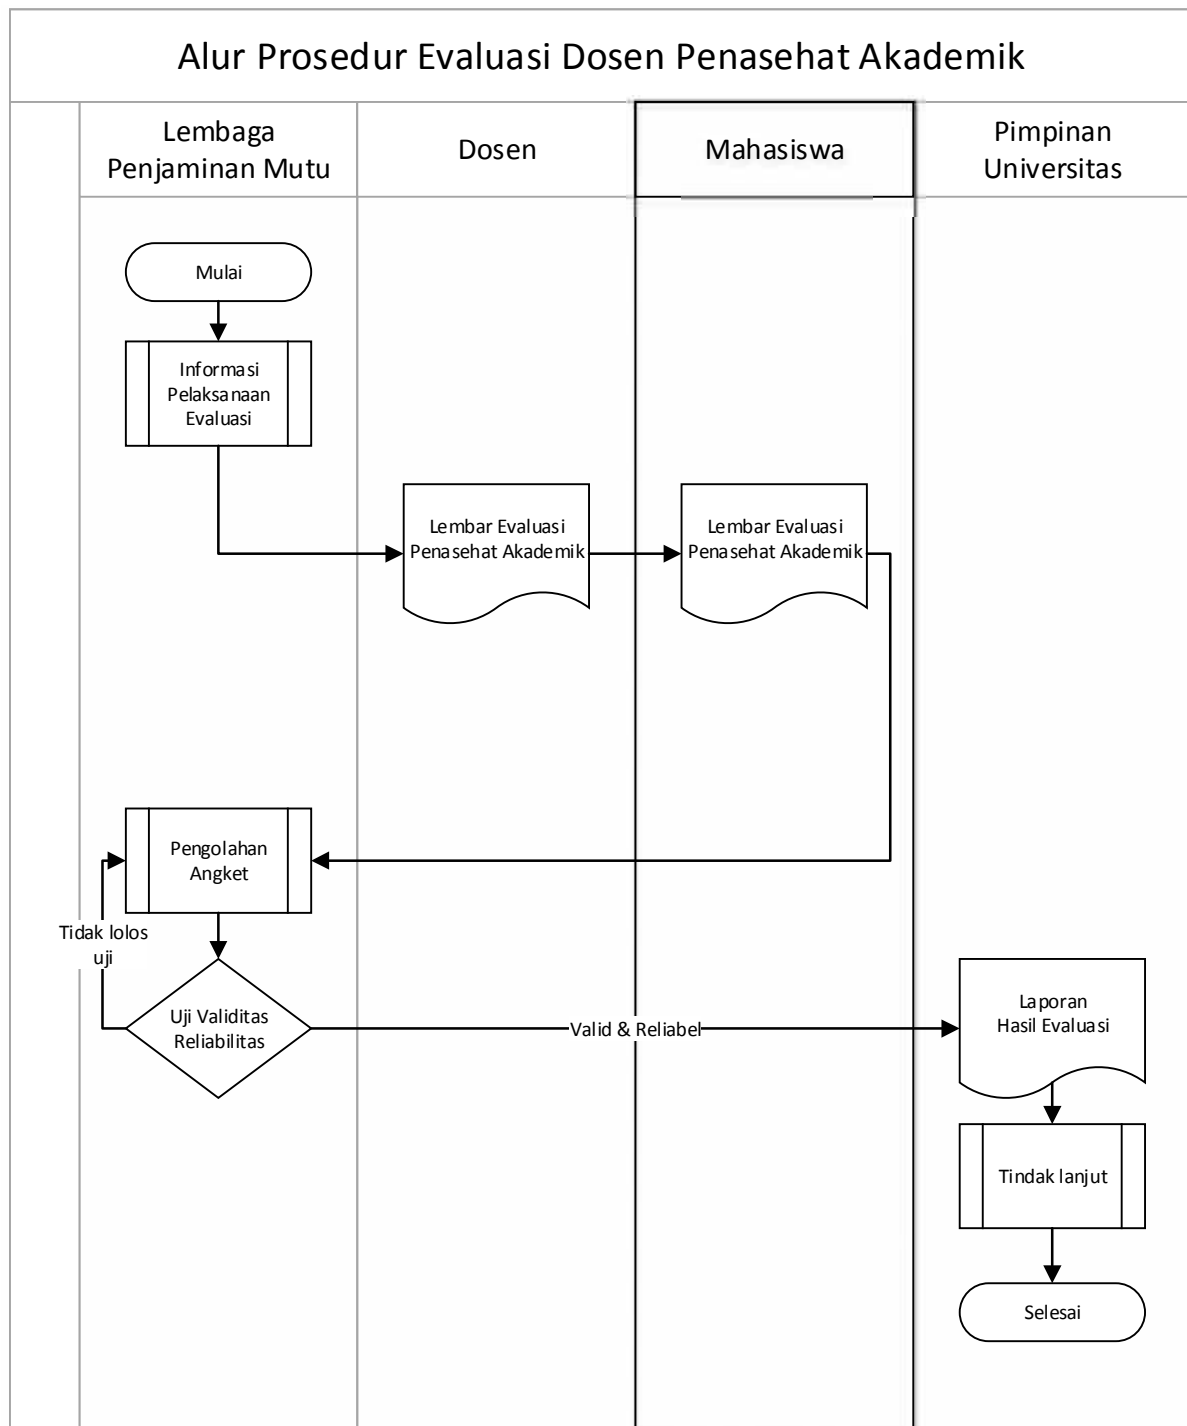 Alur Prosedur Evaluasi Dosen Penasehat Akademik
Lembaga
Penjaminan Mutu
Dosen
Mahasiswa
Pimpinan
Universitas
Mulai
Informasi
Pelaksanaan
Evaluasi
Lembar Evaluasi
Penasehat Akademik
Lembar Evaluasi
Penasehat Akademik
Pengolahan
Angket
Tidak lolos
uji
Uji Validitas
Reliabilitas
Valid & Reliabel
Laporan
Hasil Evaluasi
Tindak lanjut
Selesai